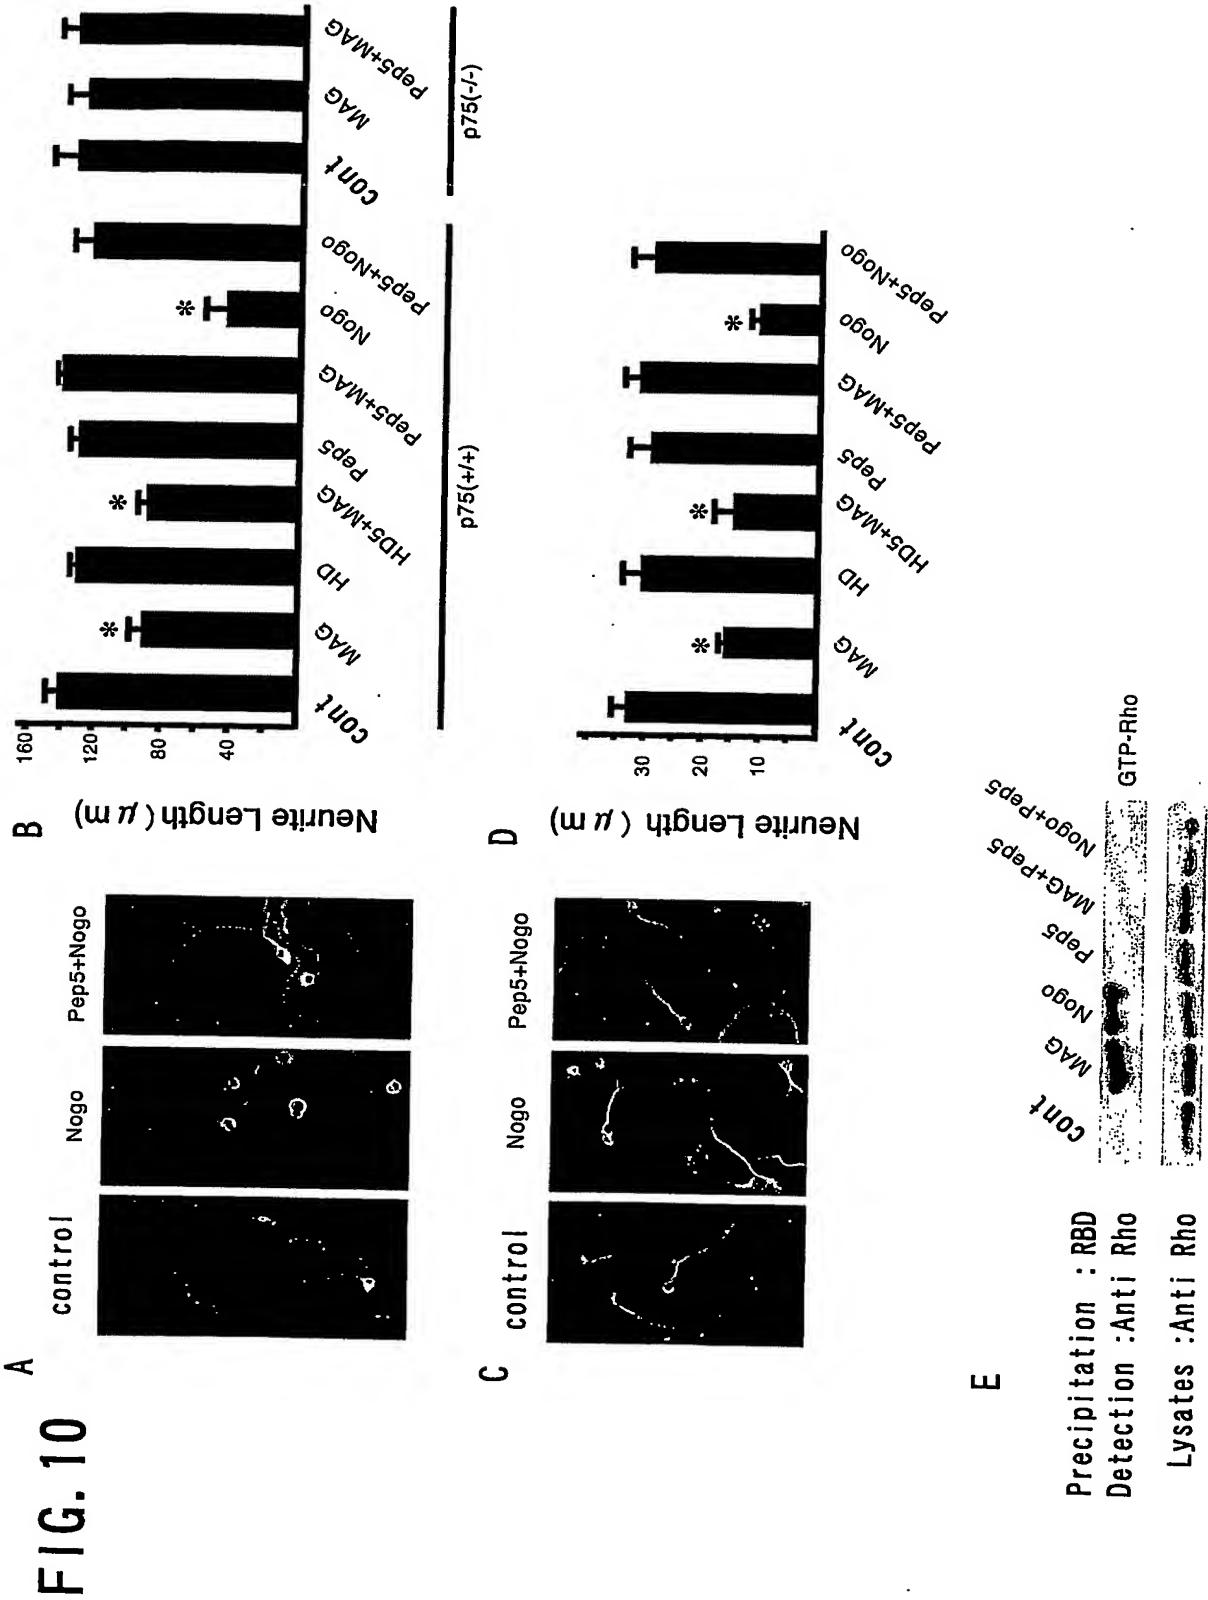 FIG. 10
A
control
Nogo
Pep5+Nogo
B
Neurite Length (μm)
160
120
80
40
*
*
*
cont
MAG
HD
HD5+MAG
Pep5
Pep5+MAG
Nogo
Pep5+Nogo
cont
MAG
Pep5+MAG
p75(+/+)
p75(-/-)
C
control
Nogo
Pep5+Nogo
D
Neurite Length (μm)
30
20
10
*
*
*
cont
MAG
HD
HD5+MAG
Pep5
Pep5+MAG
Nogo
Pep5+Nogo
E
cont
MAG
Nogo
Pep5
MAG+Pep5
Nogo+Pep5
Precipitation :RBD
Detection :Anti Rho
GTP-Rho
Lysates :Anti Rho